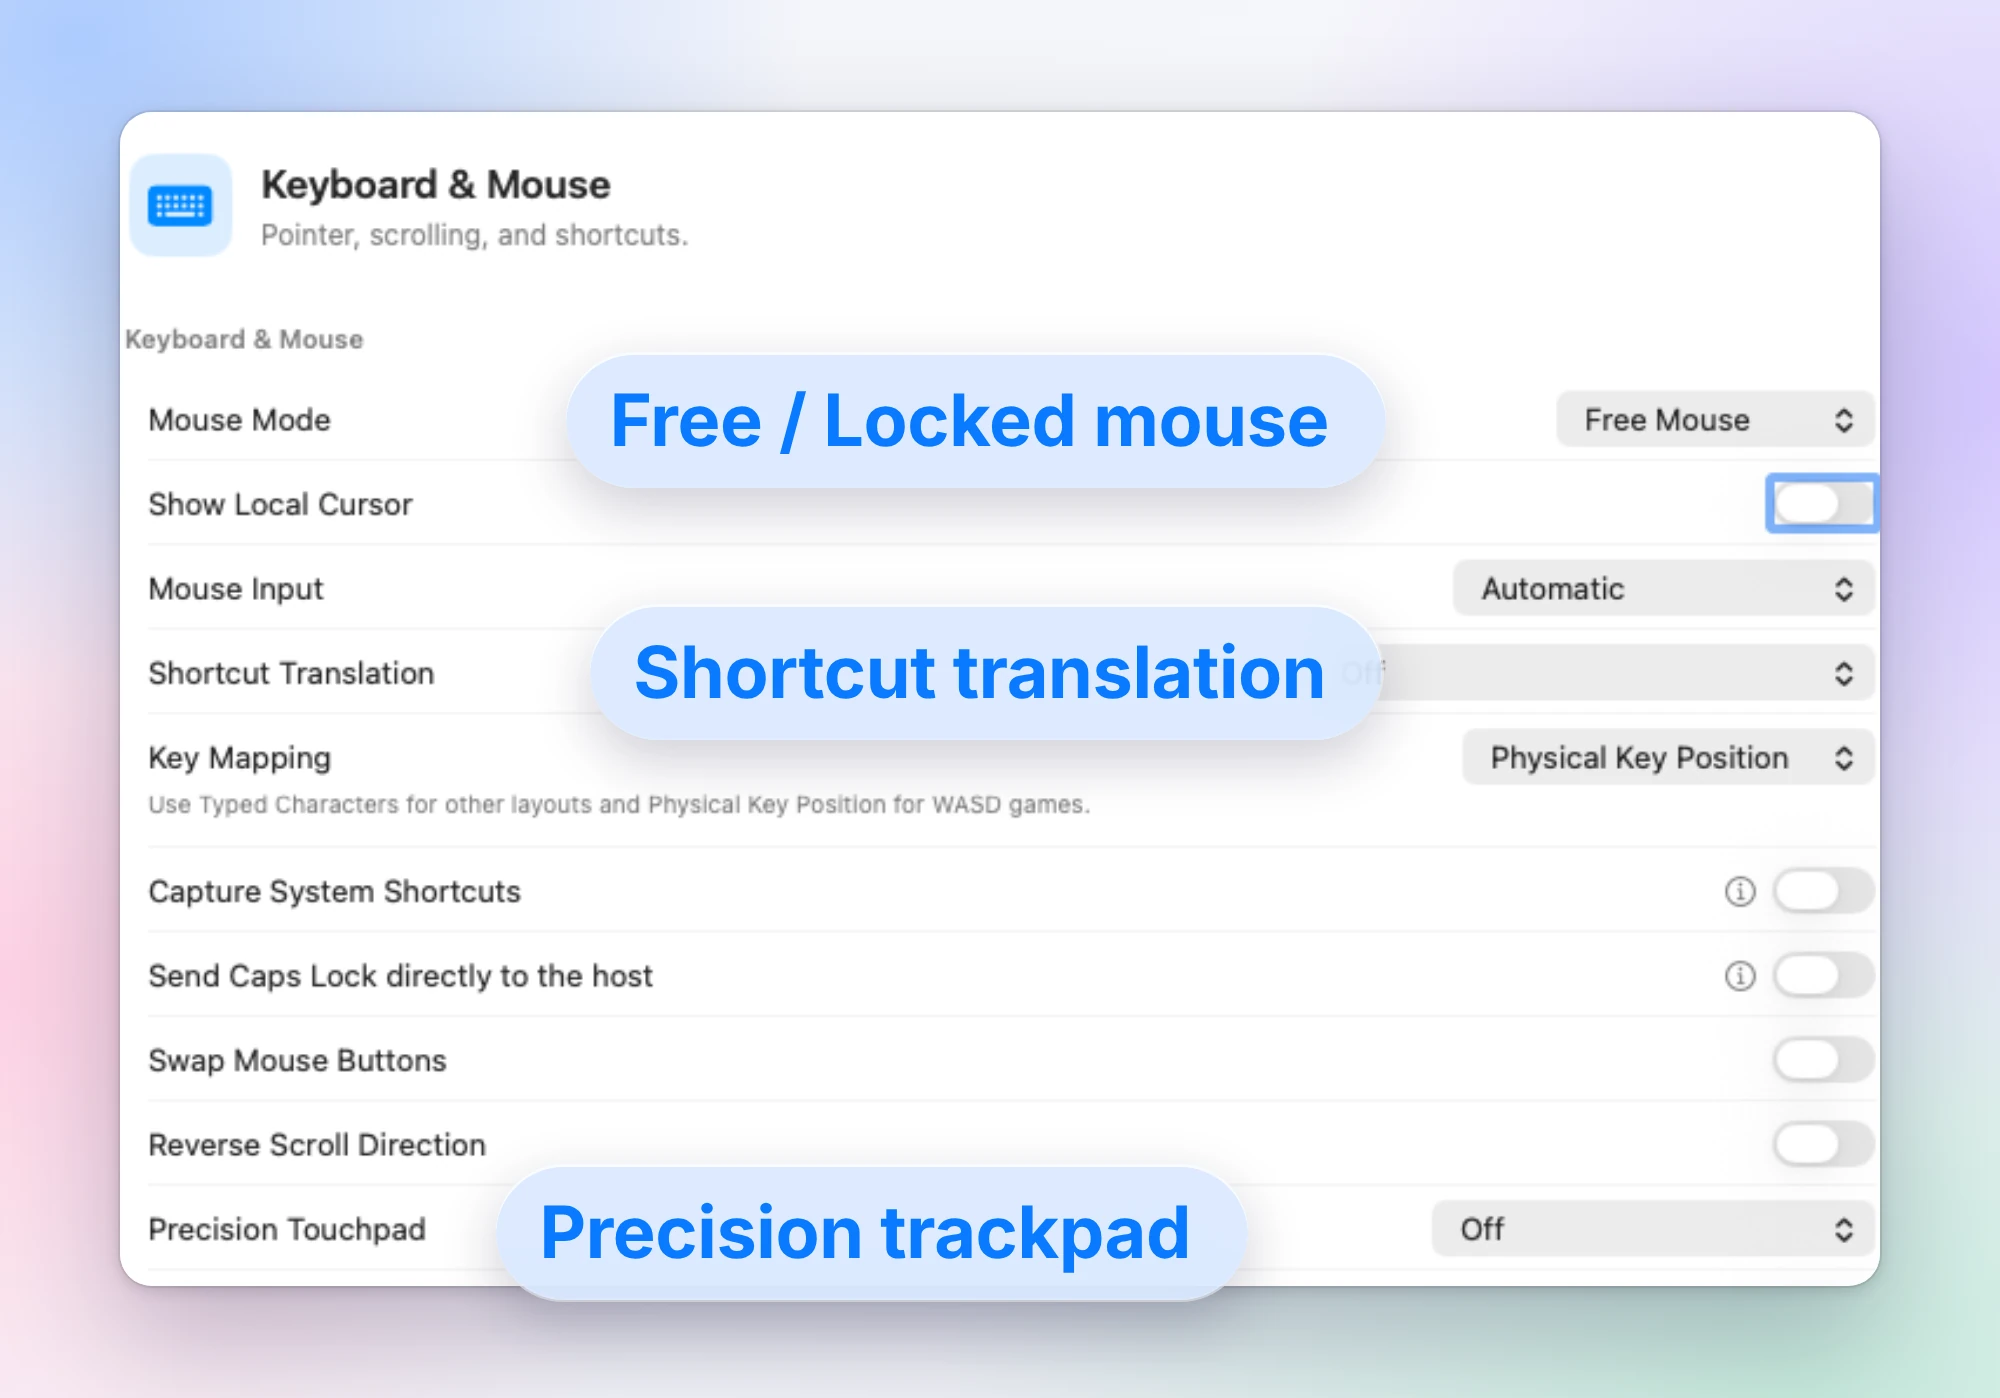 Keyboard & Mouse
Pointer, scrolling, and shortcuts.
Keyboard & Mouse
Mouse Mode
Free / Locked mouse
Free Mouse
Show Local Cursor
Mouse Input
Automatic
Shortcut Translation
Shortcut translation
Off
Key Mapping
Physical Key Position
Use Typed Characters for other layouts and Physical Key Position for WASD games.
Capture System Shortcuts
Send Caps Lock directly to the host
Swap Mouse Buttons
Reverse Scroll Direction
Precision Touchpad
Precision trackpad
Off